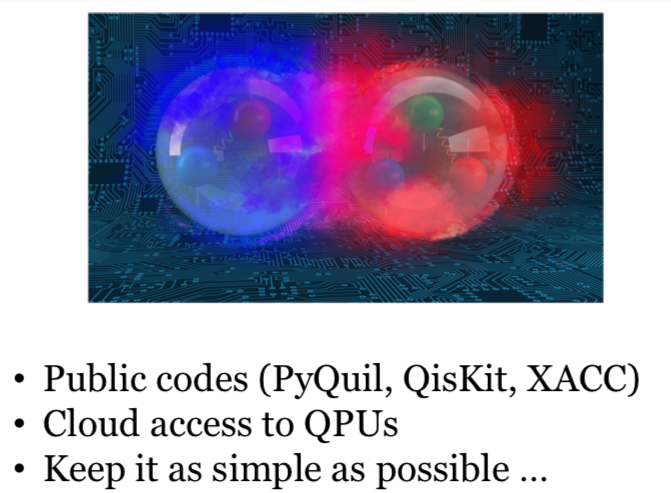 • Public codes (PyQuil, QisKit, XACC)
• Cloud access to QPUs
• Keep it as simple as possible ...